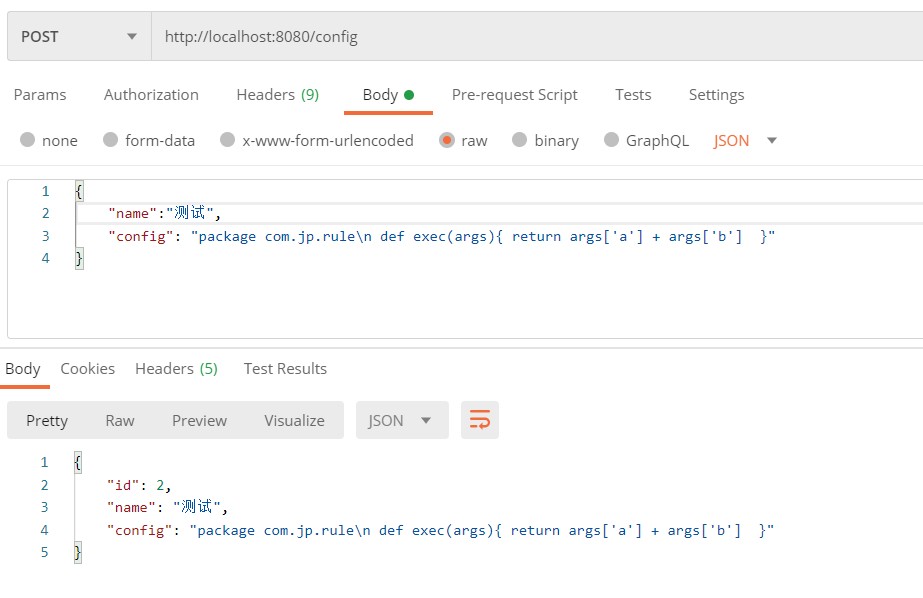 POST http://localhost:8080/config
Params Authorization Headers (9) Body Pre-request Script Tests Settings
none form-data x-www-form-urlencoded raw binary GraphQL JSON
1 {
2 "name":"测试",
3 "config": "package com.jp.rule\n def exec(args){ return args['a'] + args['b']  }"
4 }
Body Cookies Headers (5) Test Results
Pretty Raw Preview Visualize JSON
1 {
2 "id": 2,
3 "name": "测试",
4 "config": "package com.jp.rule\n def exec(args){ return args['a'] + args['b']  }"
5 }